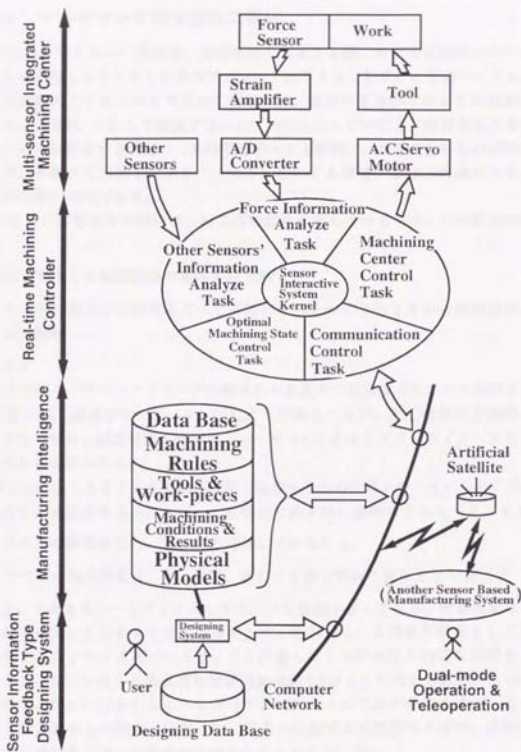 Multi-sensor Integrated
Machining Center
Real-time Machining
Controller
Manufacturing Intelligence
Sensed Information
Feedback Type
Designing System
Force
Sensor
Work
Strain
Amplifier
Tool
Other
Sensors
A/D
Converter
A.C.Servo
Motor
Force Information
Analyze
Task
Other Sensors'
Information
Analyze
Task
Machining
Center
Control
Task
Sensor
Interactive
System
Kernel
Optimal
Machining State
Control
Task
Communication
Control
Task
Data Base
Machining
Rules
Tools &
Work-pieces
Machining
Conditions &
Results
Physical
Models
Artificial
Satellite
Another Sensor Based
Manufacturing System
Designing
System
User
Computer
Network
Dual-mode
Operation &
Teleoperation
Designing Data Base